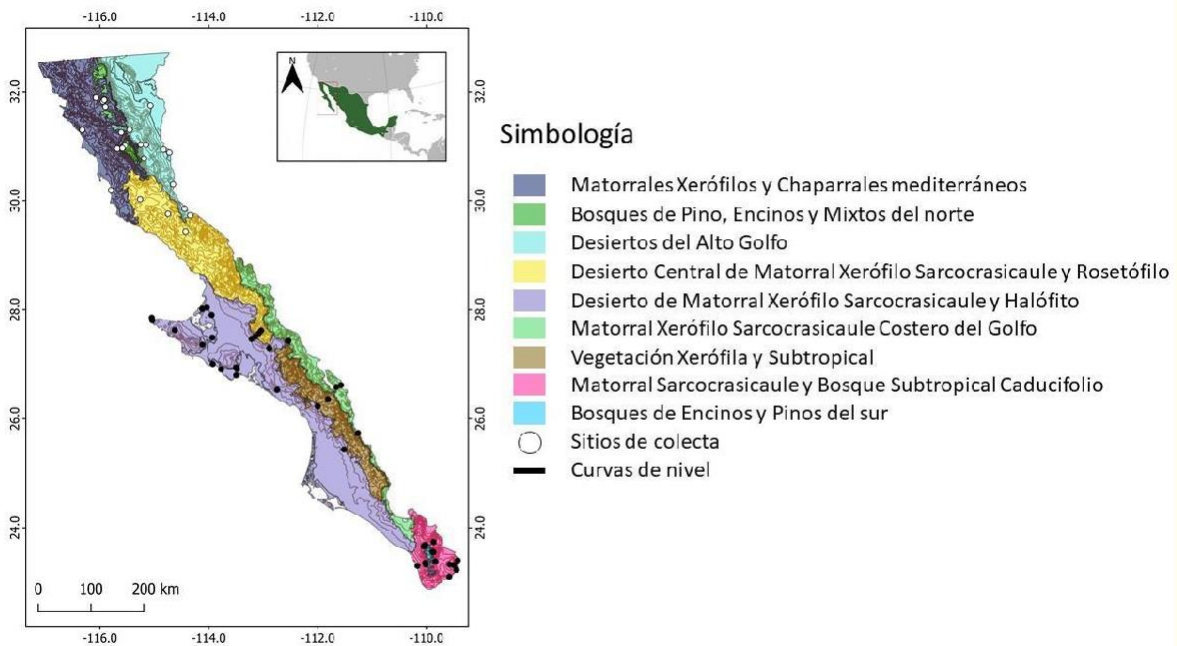 -116.0 -114.0 -112.0 -110.0
N
32.0 32.0
30.0 30.0
28.0 28.0
26.0 26.0
24.0 24.0
0 100 200 km
-116.0 -114.0 -112.0 -110.0
Simbología
Matorrales Xerófilos y Chaparrales mediterráneos
Bosques de Pino, Encinos y Mixtos del norte
Desiertos del Alto Golfo
Desierto Central de Matorral Xerófilo Sarcocrasicaule y Rosetófilo
Desierto de Matorral Xerófilo Sarcocrasicaule y Halófito
Matorral Xerófilo Sarcocrasicaule Costero del Golfo
Vegetación Xerófila y Subtropical
Matorral Sarcocrasicaule y Bosque Subtropical Caducifolio
Bosques de Encinos y Pinos del sur
Sitios de colecta
Curvas de nivel